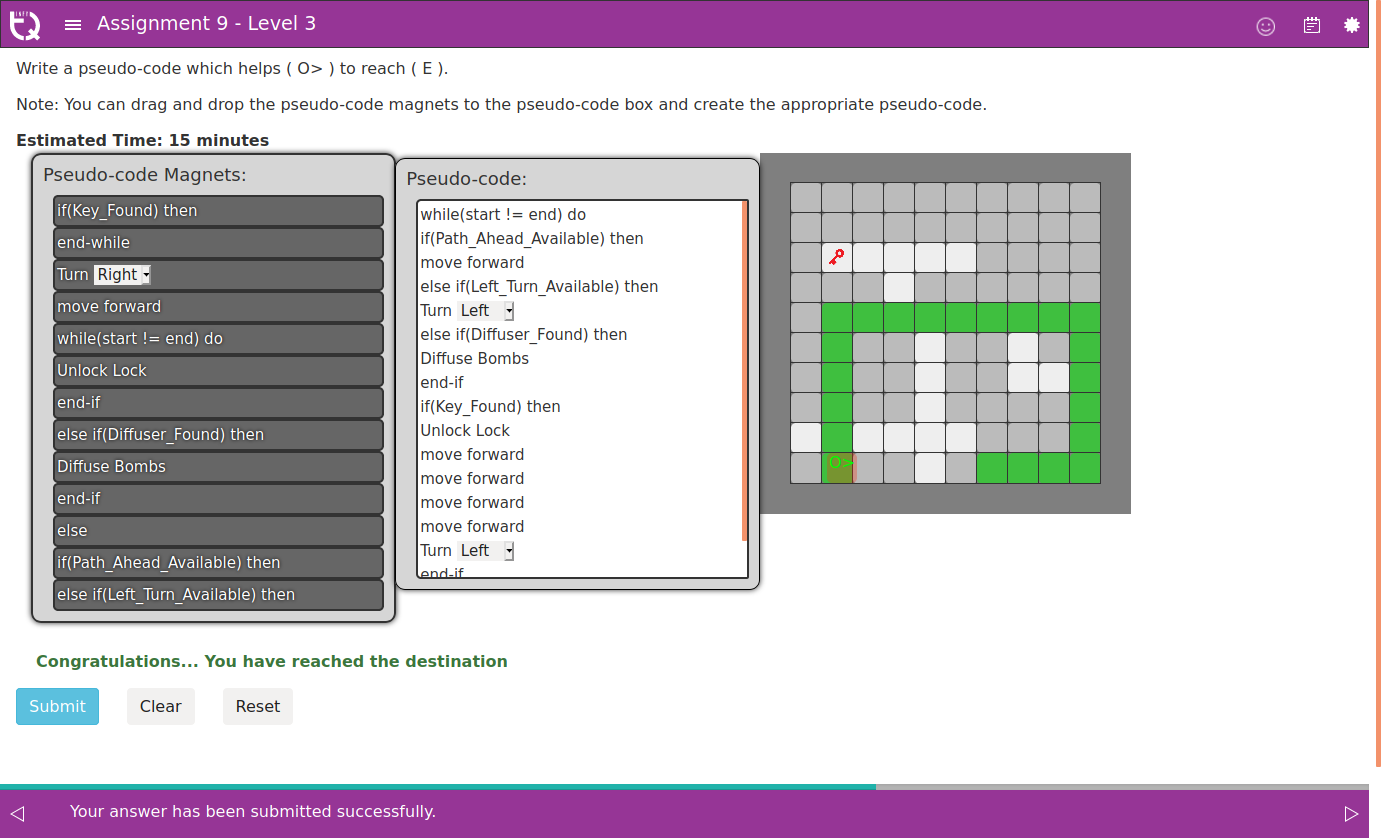 Assignment 9 - Level 3
Write a pseudo-code which helps ( O> ) to reach ( E ).
Note: You can drag and drop the pseudo-code magnets to the pseudo-code box and create the appropriate pseudo-code.
Estimated Time: 15 minutes
Pseudo-code Magnets:
if(Key_Found) then
end-while
Turn Right
move forward
while(start != end) do
Unlock Lock
end-if
else if(Diffuser_Found) then
Diffuse Bombs
end-if
else
if(Path_Ahead_Available) then
else if(Left_Turn_Available) then
Pseudo-code:
while(start != end) do
if(Path_Ahead_Available) then
move forward
else if(Left_Turn_Available) then
Turn Left
else if(Diffuser_Found) then
Diffuse Bombs
end-if
if(Key_Found) then
Unlock Lock
move forward
move forward
move forward
move forward
Turn Left
end-if
O>
Congratulations... You have reached the destination
Submit
Clear
Reset
Your answer has been submitted successfully.